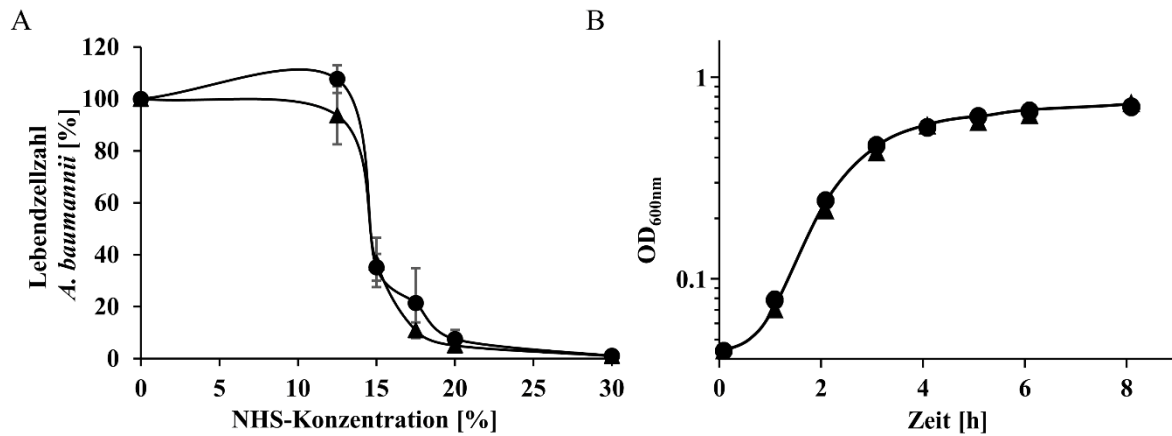 A
120
100
80
60
40
20
0
Lebendzellzahl
A. baumannii [%]
0 5 10 15 20 25 30
NHS-Konzentration [%]
B
1
0.1
OD600nm
0 2 4 6 8
Zeit [h]